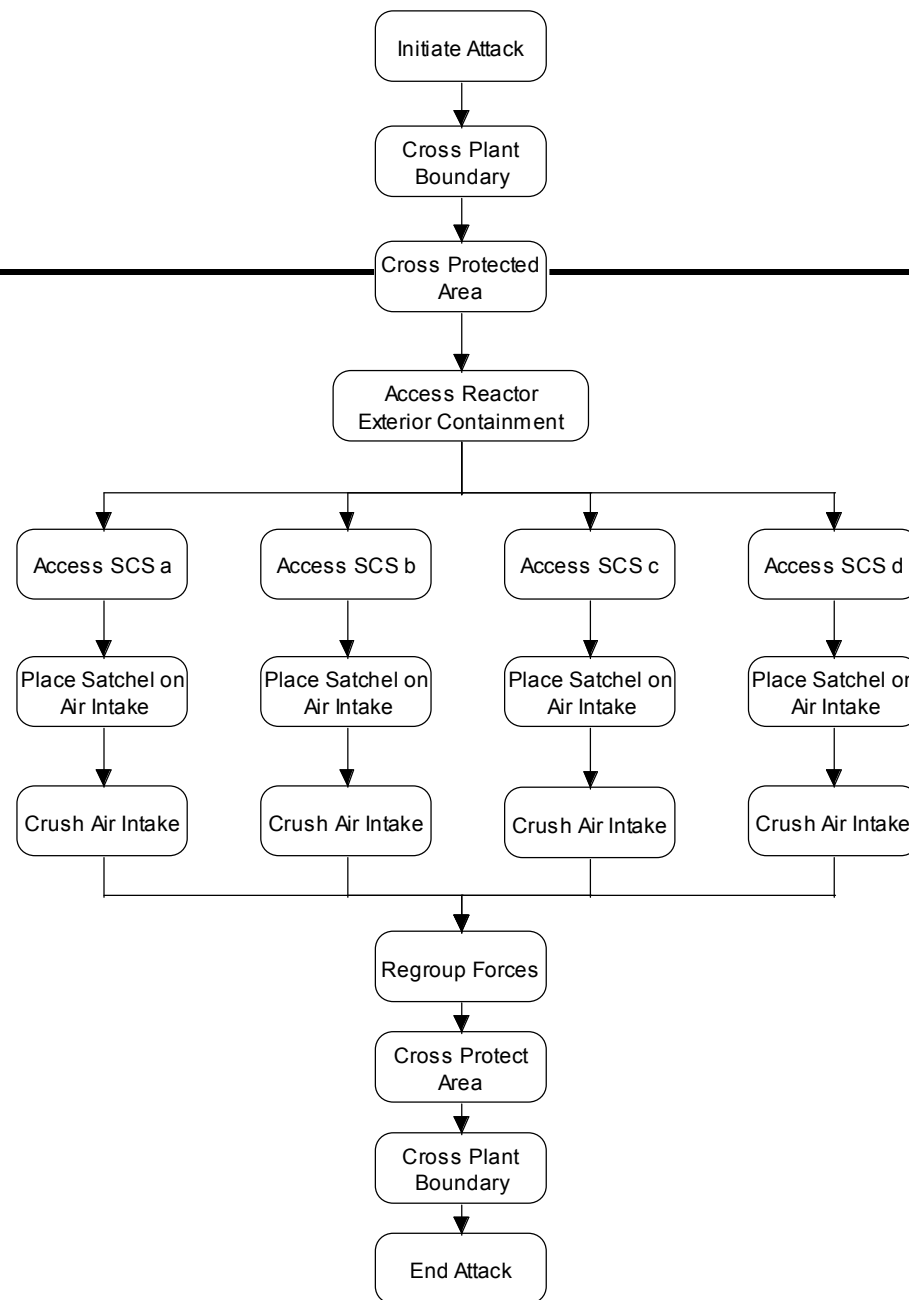 Initiate Attack
Cross Plant
Boundary
Cross Protected
Area
Access Reactor
Exterior Containment
Access SCS a
Access SCS b
Access SCS c
Access SCS d
Place Satchel on
Air Intake
Place Satchel on
Air Intake
Place Satchel on
Air Intake
Place Satchel on
Air Intake
Crush Air Intake
Crush Air Intake
Crush Air Intake
Crush Air Intake
Regroup Forces
Cross Protect
Area
Cross Plant
Boundary
End Attack